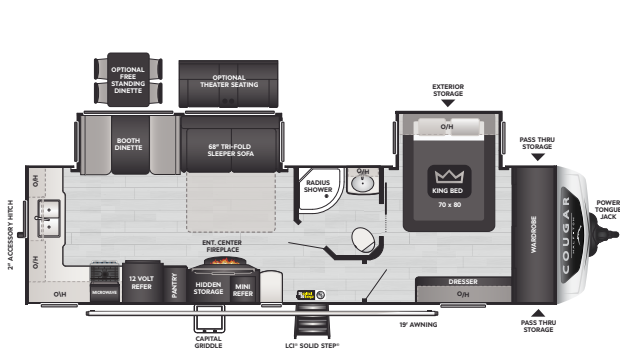 OPTIONAL
FREE
STANDING
DINETTE
OPTIONAL
THEATER SEATING
EXTERIOR
STORAGE
BOOTH
DINETTE
68" TRI-FOLD
SLEEPER SOFA
O/H
PASS THRU
STORAGE
O/H
O/H
RADIUS
SHOWER
KING BED
70 x 80
2" ACCESSORY HITCH
WARDROBE
COUGAR
POWER
TONGUE
JACK
O/H
ENT. CENTER
FIREPLACE
12 VOLT
REFER
PANTRY
HIDDEN
STORAGE
MINI
REFER
MICROWAVE
O/H
DRESSER
O/H
19' AWNING
PASS THRU
STORAGE
CAPITAL
GRIDDLE
LCI® SOLID STEP®